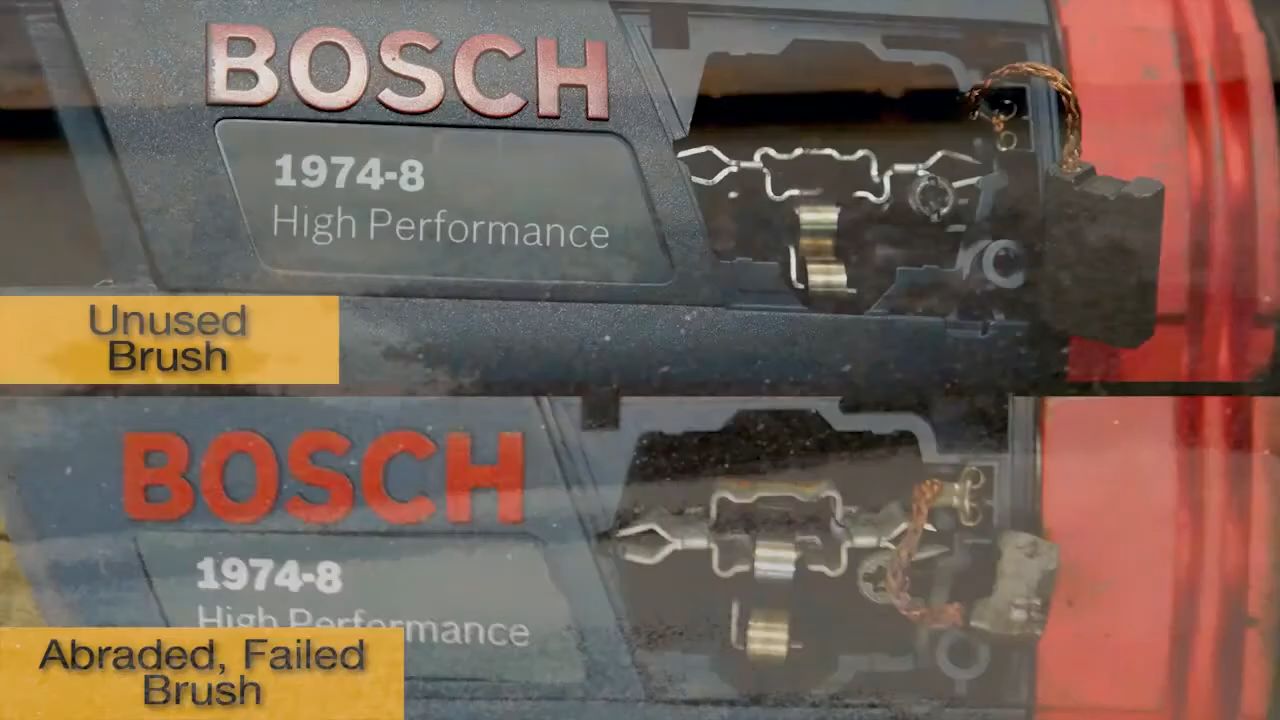 BOSCH
1974-8
High Performance
Unused
Brush
BOSCH
1974-8
High Performance
Abraded, Failed
Brush